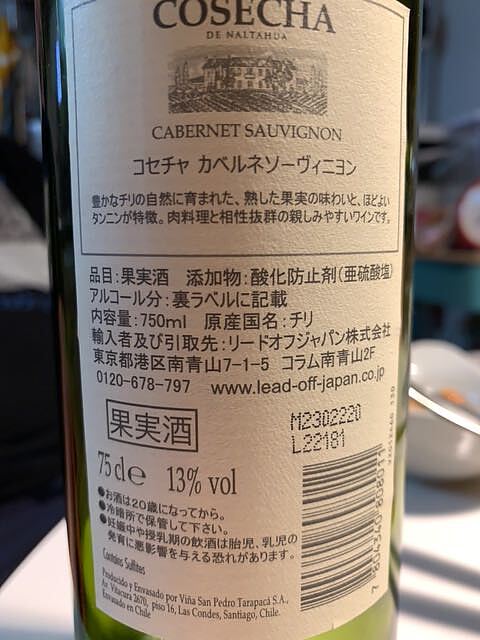 COSECHA
DE NALTAHUA
CABERNET SAUVIGNON
コセチャ カベルネソーヴィニヨン
豊かなチリの自然に育まれた、熟した果実の味わいと、ほどよい
タンニンが特徴。肉料理と相性抜群の親しみやすいワインです。
品目：果実酒　添加物：酸化防止剤（亜硫酸塩）
アルコール分：裏ラベルに記載
内容量：750ml　原産国名：チリ
輸入者及び引取先：リードオフジャパン株式会社
東京都港区南青山7-1-5 コラム南青山2F
0120-678-797 www.lead-off-japan.co.jp
果実酒
M2302220
L22181
75 cl e 13% vol
●お酒は20歳になってから。
●冷暗所で保管して下さい。
●妊娠中や授乳期の飲酒は胎児、乳児の
発育に悪影響を与える恐れがあります。
Contains Sulfites
Producido y Envasado por Viña San Pedro Tarapacá S.A.,
Av. Vitacura 2670, piso 16, Las Condes, Santiago, Chile.
Envasado en Chile
7 804340 808011